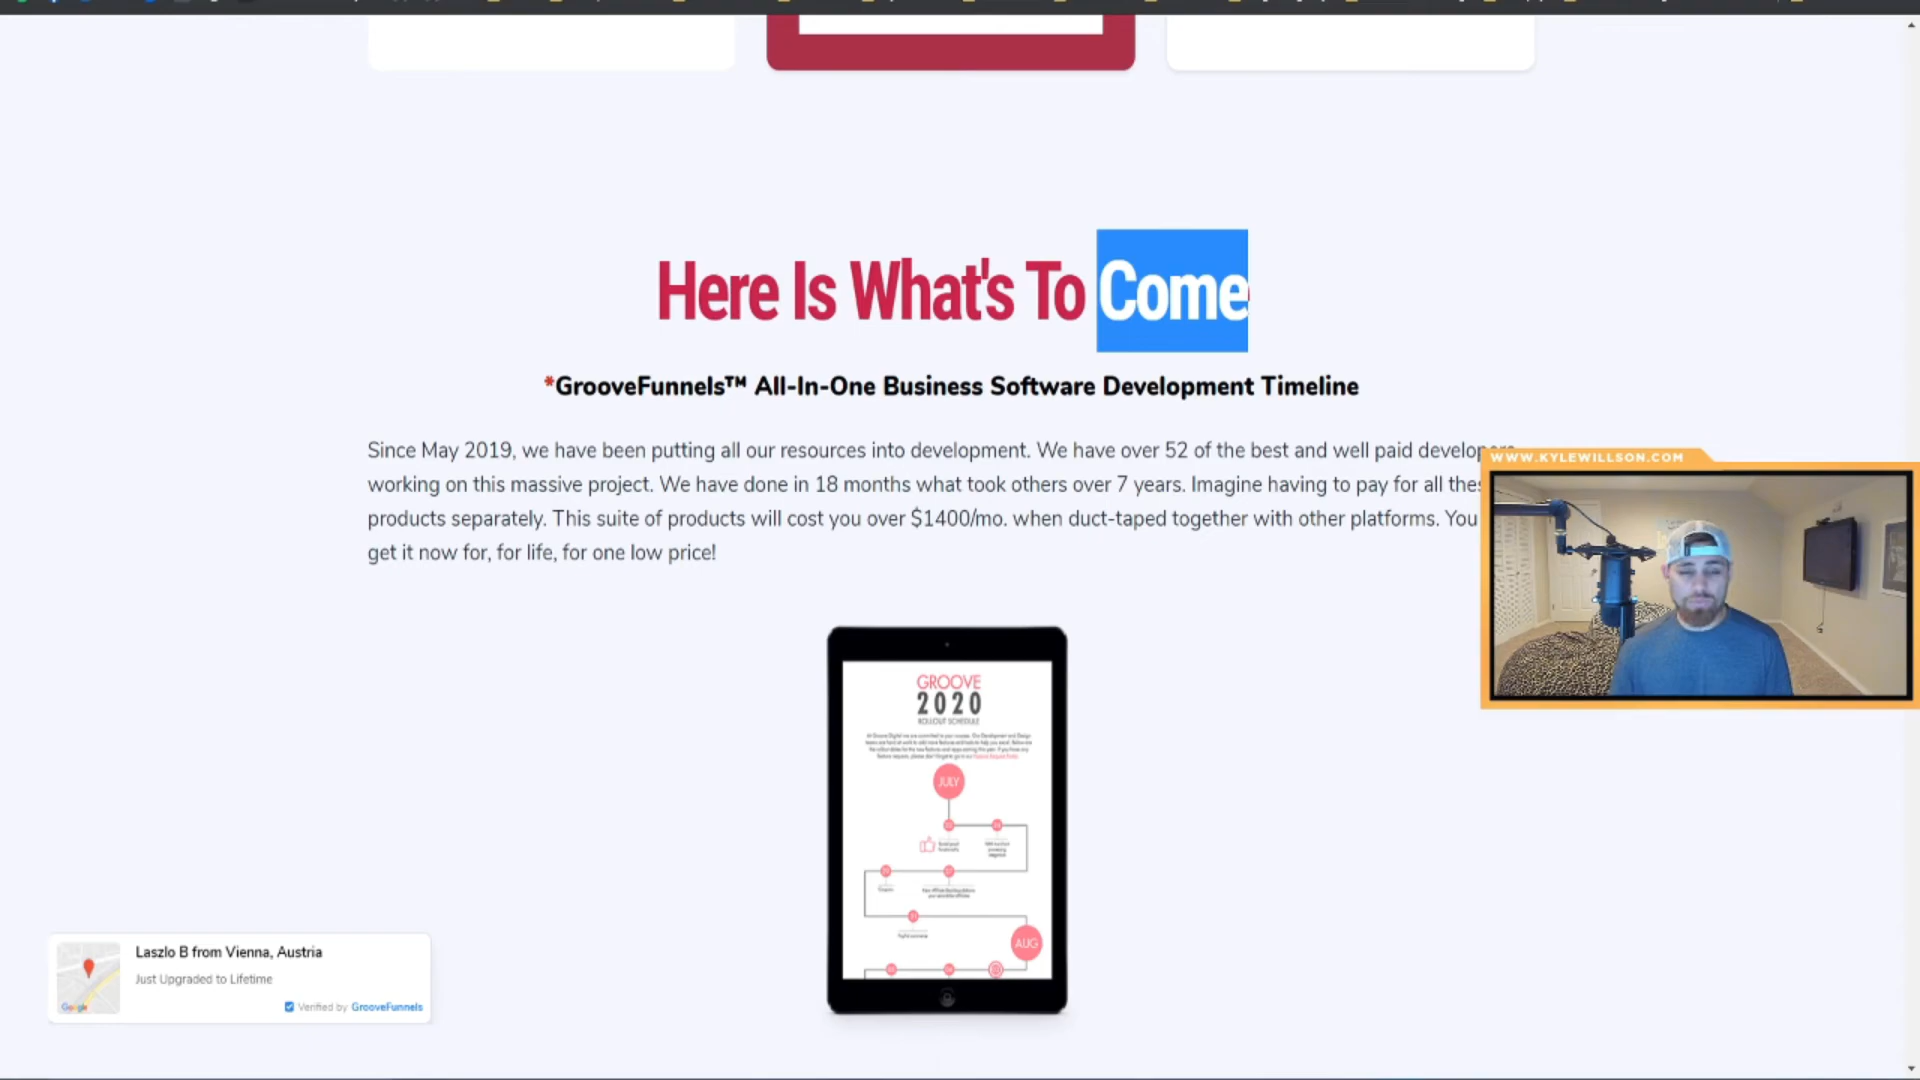 Here Is What's To Come
*GrooveFunnels™ All-In-One Business Software Development Timeline
Since May 2019, we have been putting all our resources into development. We have over 52 of the best and well paid
working on this massive project. We have done in 18 months what took others over 7 years. Imagine having to pay for all
products separately. This suite of products will cost you over $1400/mo. when duct-taped together with other platforms. You
get it now for, for life, for one low price!
WWW.KYLEWILLSON.COM
GROOVE
2020
ROLLOUT SCHEDULE
JULY
AUG
Laszlo B from Vienna, Austria
Just Upgraded to Lifetime
Verified by GrooveFunnels
Google